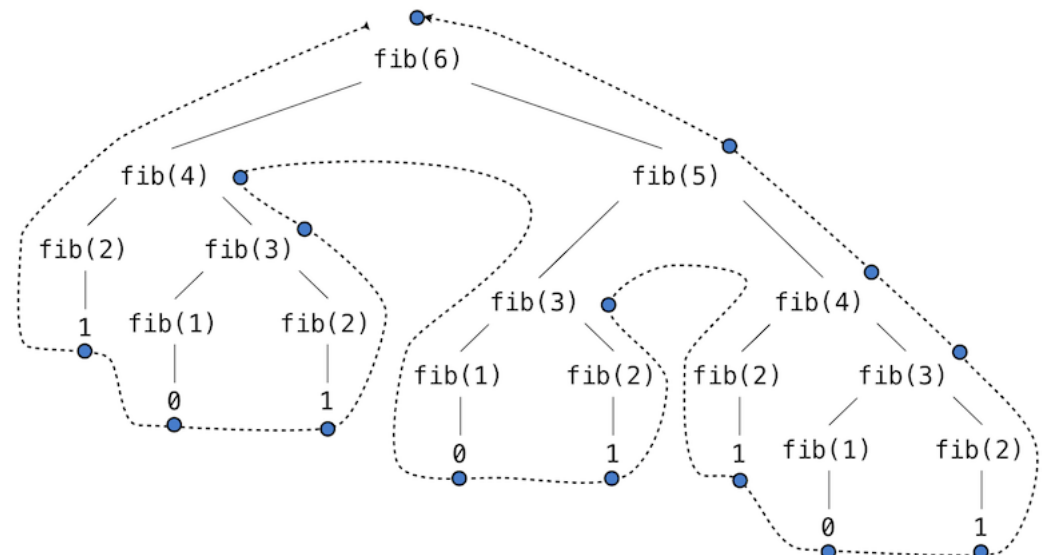 fib(6)
fib(4) fib(5)
fib(2) fib(3)
fib(3) fib(4)
1 fib(1) fib(2)
fib(1) fib(2) fib(2) fib(3)
0 1
0 1 1 fib(1) fib(2)
0 1